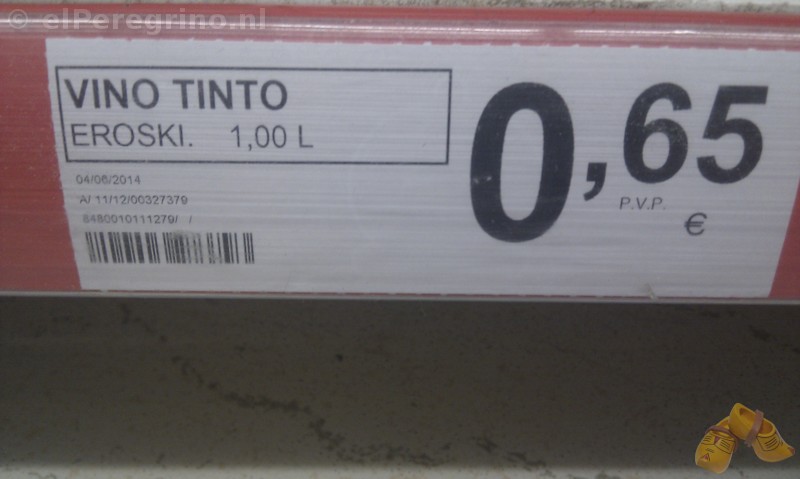 © elPeregrino.nl
VINO TINTO
EROSKI. 1,00 L
0,65
04/06/2014
A/ 11/12/00327379
P.V.P.
8480010111279/ /
€